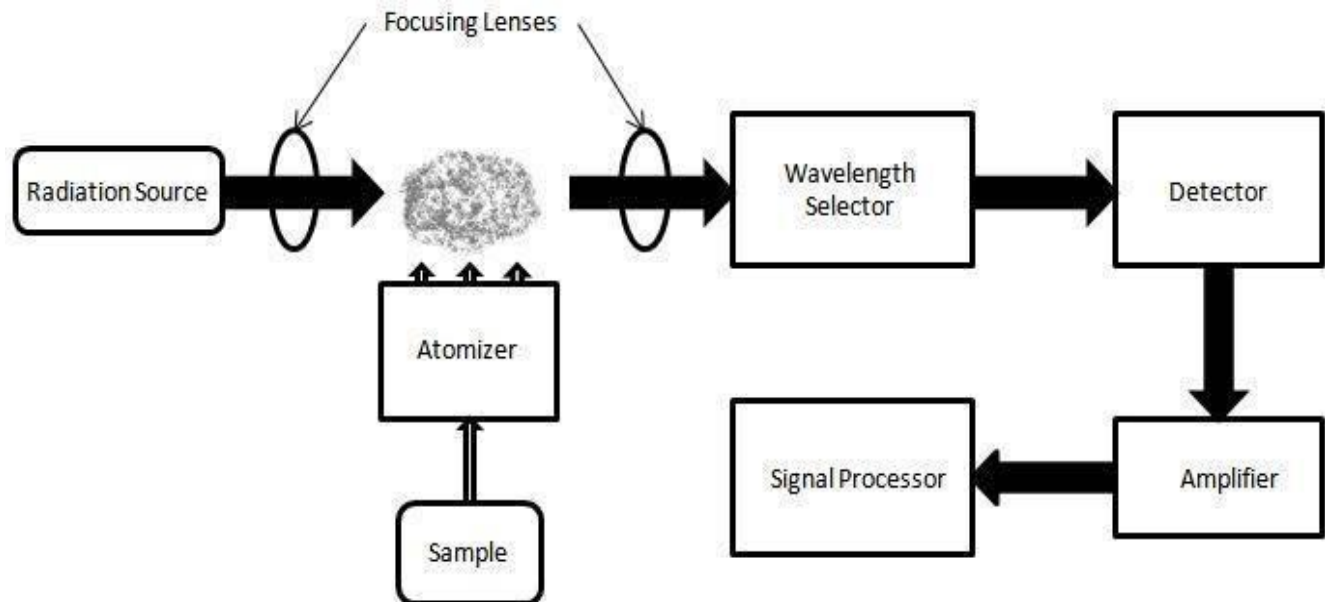 Focusing Lenses
Radiation Source
Wavelength
Selector
Detector
Atomizer
Signal Processor
Amplifier
Sample